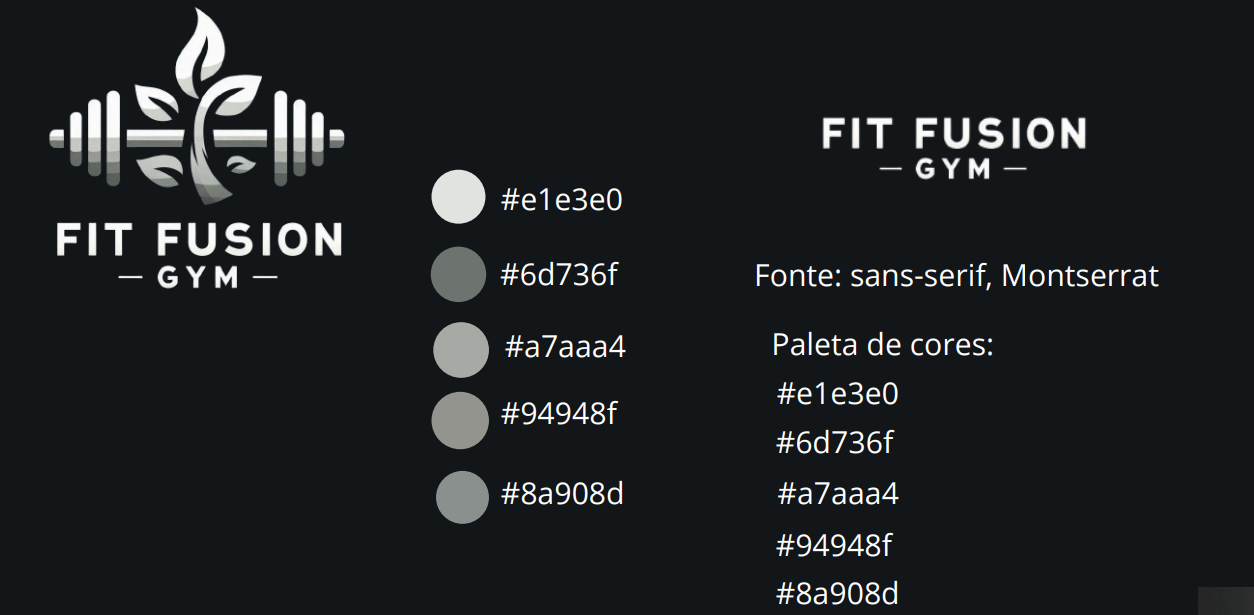 FIT FUSION
— GYM —
#e1e3e0
#6d736f
#a7aaa4
#94948f
#8a908d
FIT FUSION
— GYM —
Fonte: sans-serif, Montserrat
Paleta de cores:
#e1e3e0
#6d736f
#a7aaa4
#94948f
#8a908d